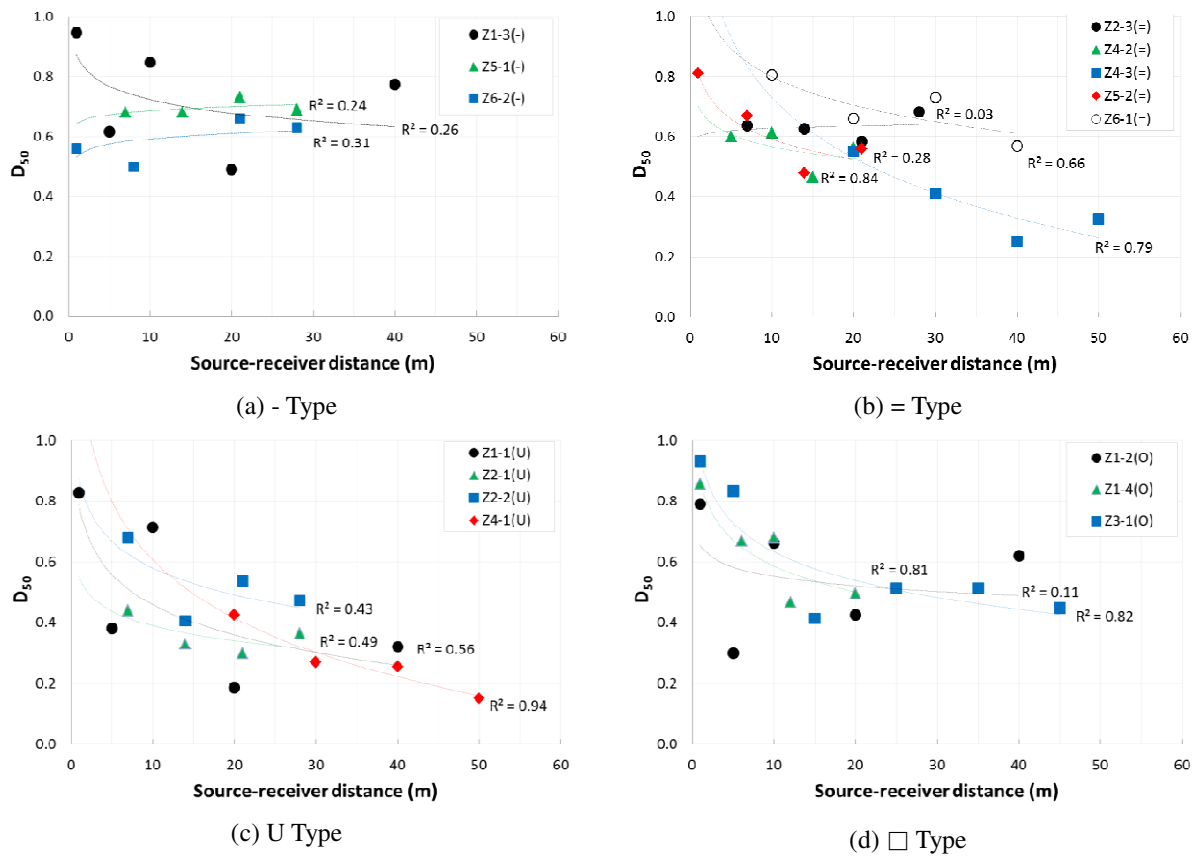 1.0
0.8
0.6
0.4
0.2
0.0
D50
0
10
20
30
40
50
60
Source-receiver distance (m)
Z1-3(-)
Z5-1(-)
Z6-2(-)
R² = 0.24
R² = 0.26
R² = 0.31
(a) - Type
1.0
0.8
0.6
0.4
0.2
0.0
D50
0
10
20
30
40
50
60
Source-receiver distance (m)
Z2-3(=)
Z4-2(=)
Z4-3(=)
Z5-2(=)
Z6-1(=)
R² = 0.03
R² = 0.28
R² = 0.66
R² = 0.84
R² = 0.79
(b) = Type
1.0
0.8
0.6
0.4
0.2
0.0
D50
0
10
20
30
40
50
60
Source-receiver distance (m)
Z1-1(U)
Z2-1(U)
Z2-2(U)
Z4-1(U)
R² = 0.43
R² = 0.49
R² = 0.56
R² = 0.94
(c) U Type
1.0
0.8
0.6
0.4
0.2
0.0
D50
0
10
20
30
40
50
60
Source-receiver distance (m)
Z1-2(O)
Z1-4(O)
Z3-1(O)
R² = 0.81
R² = 0.11
R² = 0.82
(d) □ Type